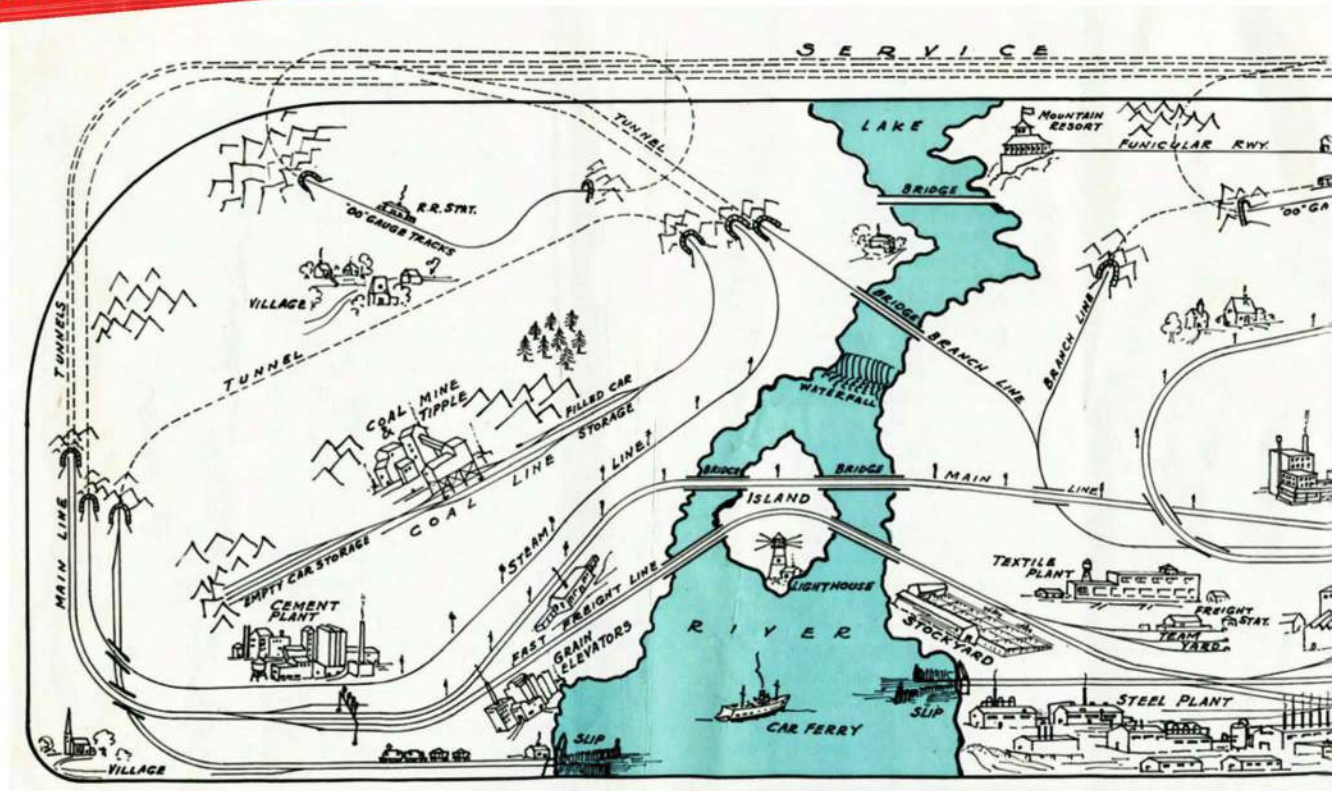 SERVICE
LAKE
MOUNTAIN
RESORT
FUNICULAR RWY.
TUNNEL
BRIDGE
R.R. STAT.
"OO" GAUGE TRACKS
"OO" GA
VILLAGE
TUNNELS
TUNNEL
BRIDGE
BRANCH LINE
BRANCH LINE
WATERFALL
COAL MINE
& TIPPLE
FILLED CAR
STORAGE
COAL LINE
STEAM LINE
BRIDGE
BRIDGE
MAIN LINE
ISLAND
MAIN LINE
EMPTY CAR STORAGE
CEMENT
PLANT
FAST FREIGHT LINE
GRAIN
ELEVATORS
LIGHTHOUSE
RIVER
STOCKYARD
TEXTILE
PLANT
FREIGHT
STAT.
TEAM
YARD
SLIP
STEEL PLANT
CAR FERRY
SLIP
VILLAGE